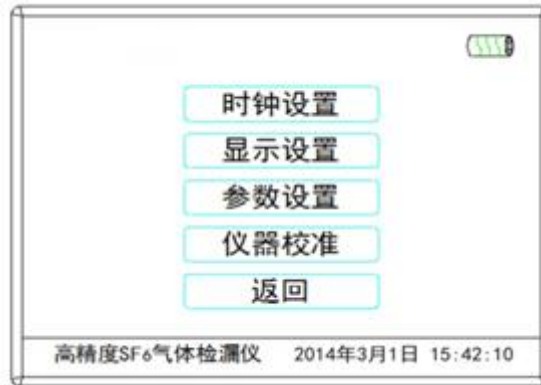 时钟设置
显示设置
参数设置
仪器校准
返回
高精度SF6气体检漏仪 2014年3月1日 15:42:10